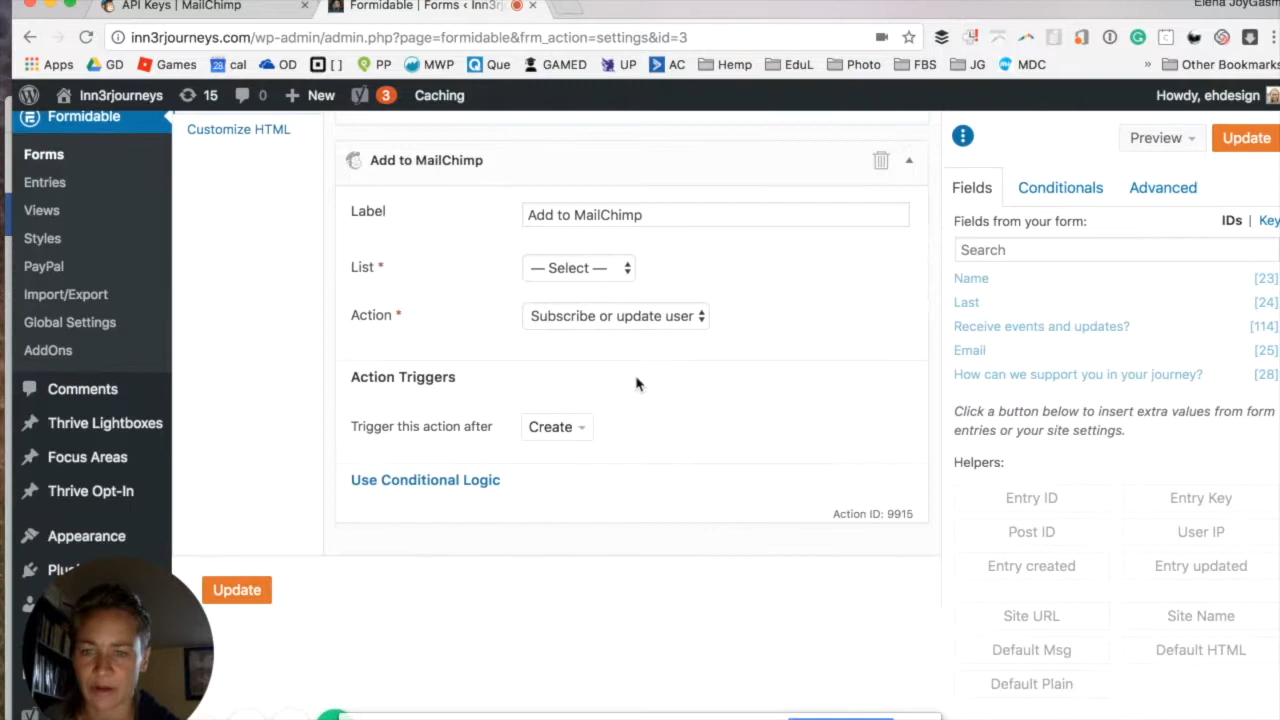 API Keys | MailChimp
Formidable | Forms ‹ Inn3rj
Elena JoyGasm
inn3rjourneys.com/wp-admin/admin.php?page=formidable&frm_action=settings&id=3
Apps GD Games cal OD [ ] PP MWP Que GAMED UP AC Hemp EduL Photo FBS JG MDC » Other Bookmarks
Inn3rjourneys 15 0 New 3 Caching Howdy, ehdesign
Formidable
Forms
Entries
Views
Styles
PayPal
Import/Export
Global Settings
AddOns
Comments
Thrive Lightboxes
Focus Areas
Thrive Opt-In
Appearance
Customize HTML
Add to MailChimp
Label Add to MailChimp
List * — Select —
Action * Subscribe or update user
Action Triggers
Trigger this action after Create
Use Conditional Logic
Action ID: 9915
Update
Preview Update
Fields Conditionals Advanced
Fields from your form: IDs | Key
Search
Name [23]
Last [24]
Receive events and updates? [114]
Email [25]
How can we support you in your journey? [28]
Click a button below to insert extra values from form
entries or your site settings.
Helpers:
Entry ID Entry Key
Post ID User IP
Entry created Entry updated
Site URL Site Name
Default Msg Default HTML
Default Plain